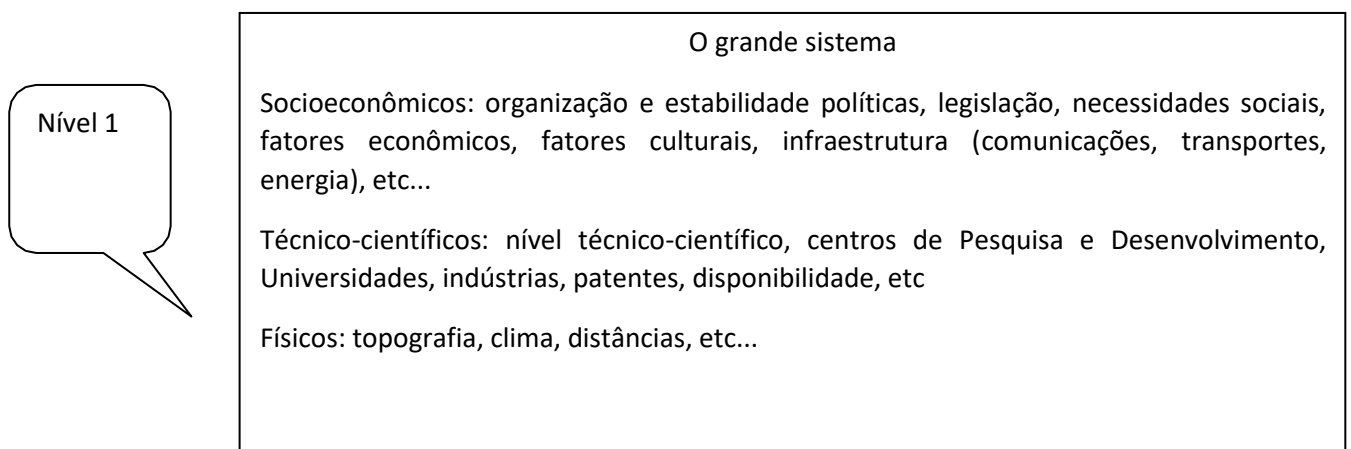 O grande sistema
Nível 1
Socioeconômicos: organização e estabilidade políticas, legislação, necessidades sociais,
fatores econômicos, fatores culturais, infraestrutura (comunicações, transportes,
energia), etc...
Técnico-científicos: nível técnico-científico, centros de Pesquisa e Desenvolvimento,
Universidades, indústrias, patentes, disponibilidade, etc
Físicos: topografia, clima, distâncias, etc...